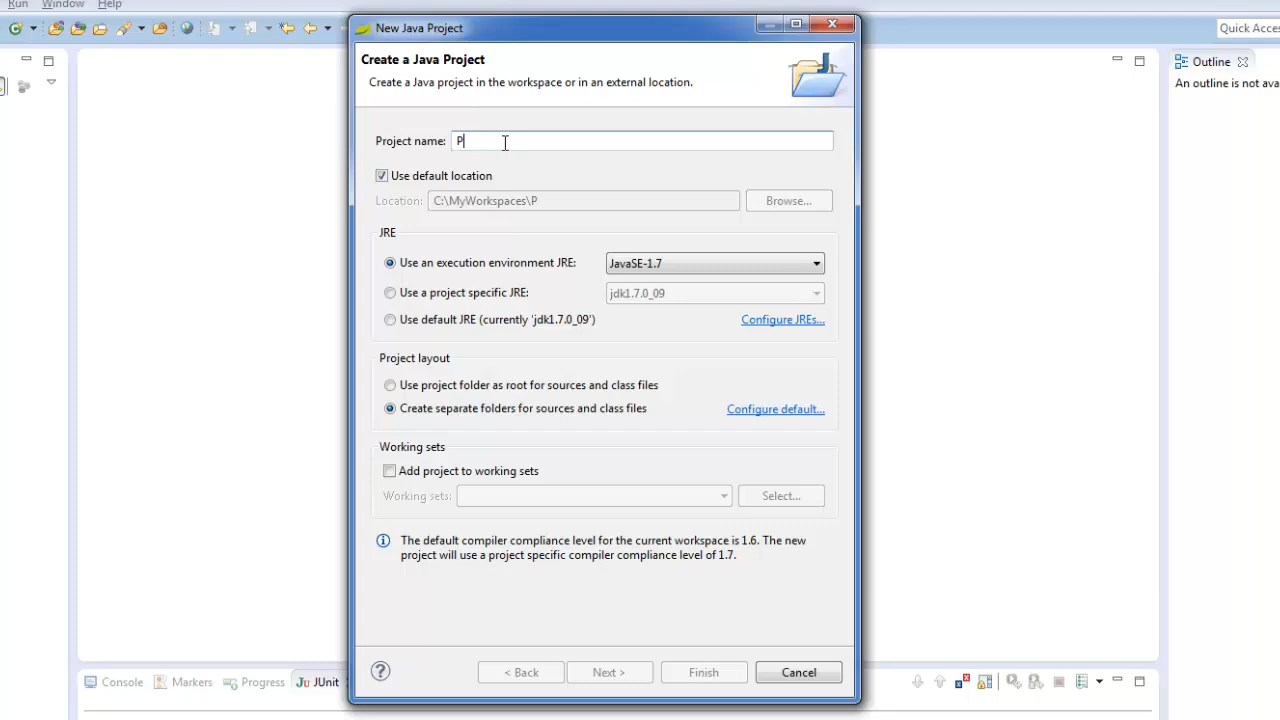 Run Window Help
New Java Project
Quick Acces
Create a Java Project
Create a Java project in the workspace or in an external location.
Outline
An outline is not ava
Project name: P
Use default location
Location: C:\MyWorkspaces\P Browse...
JRE
Use an execution environment JRE: JavaSE-1.7
Use a project specific JRE: jdk1.7.0_09
Use default JRE (currently 'jdk1.7.0_09') Configure JREs...
Project layout
Use project folder as root for sources and class files
Create separate folders for sources and class files Configure default...
Working sets
Add project to working sets
Working sets: Select...
The default compiler compliance level for the current workspace is 1.6. The new
project will use a project specific compiler compliance level of 1.7.
< Back Next > Finish Cancel
Console Markers Progress Ju JUnit